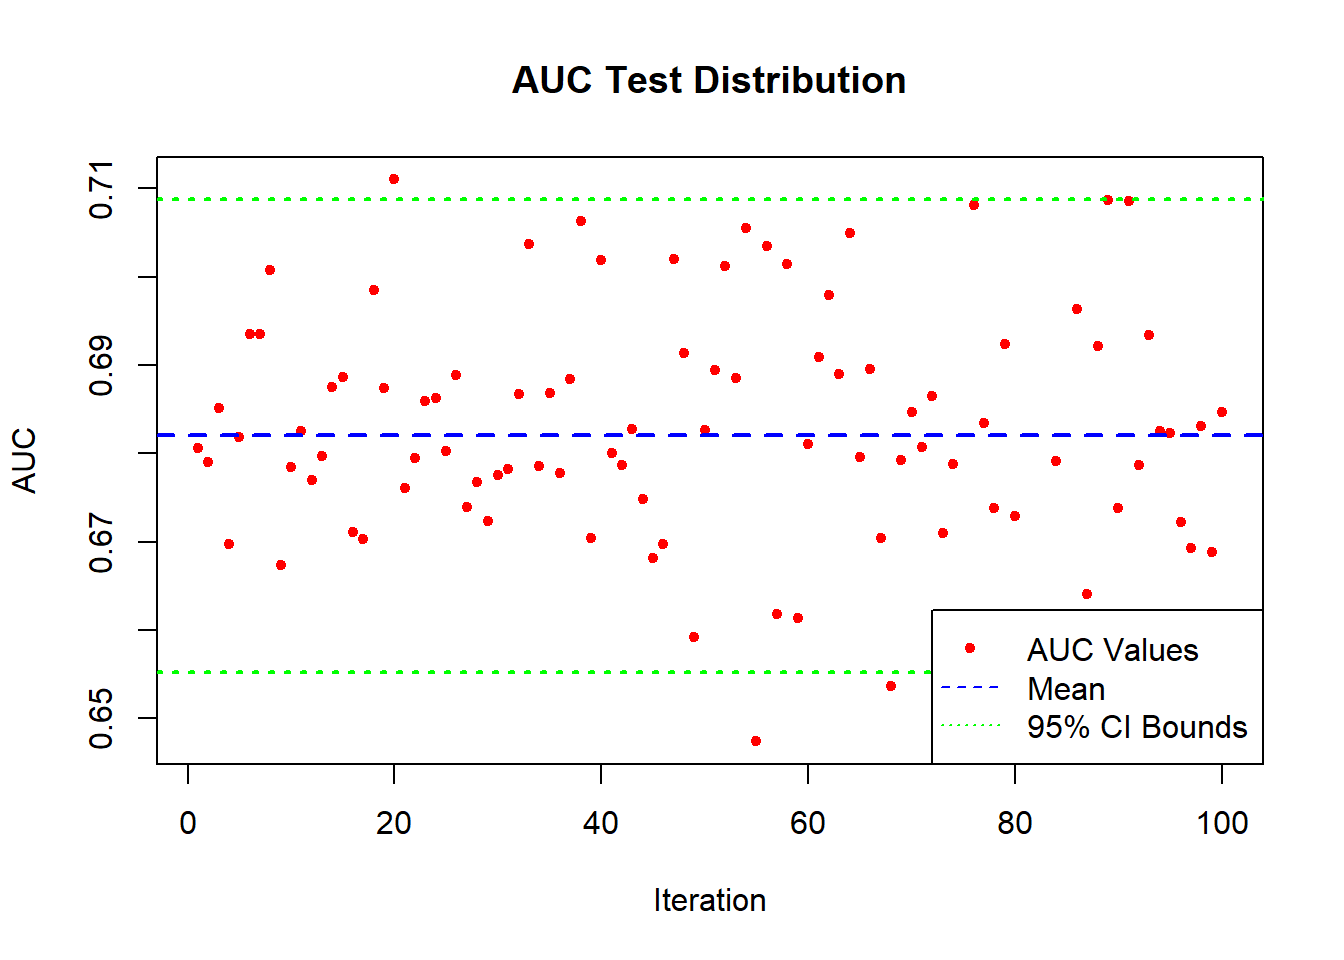 AUC Test Distribution
AUC
0.71
0.69
0.67
0.65
AUC Values
Mean
95% CI Bounds
0 20 40 60 80 100
Iteration